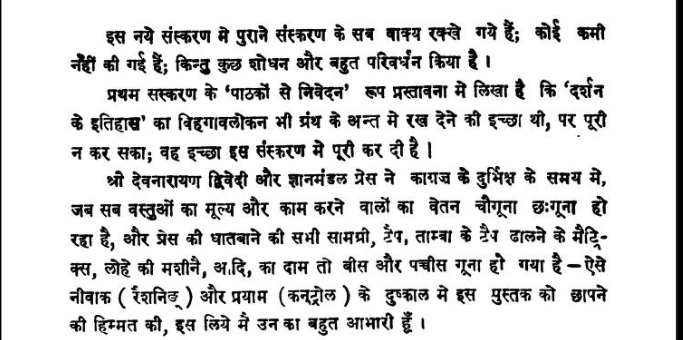 इस नये संस्करण मे पुराने संस्करण के सब वाक्य रक्खे गये हैं; कोई कमी
नहीं की गई हैं; किन्तु कुछ शोधन और बहुत परिवर्धन किया है ।
प्रथम सस्करण के ‘पाठकों से निवेदन’ रूप प्रस्तावना मे लिखा है कि ‘दर्शन
के इतिहास’ का विहगावलोकन भी ग्रंथ के अन्त मे रख देने की इच्छा थी, पर पूरी
न कर सका; वह इच्छा इस संस्करण मे पूरी कर दी है ।
श्री देवनारायण द्विवेदी और ज्ञानमंडल प्रेस ने कागज के दुर्भिक्ष के समय मे,
जब सब वस्तुओं का मूल्य और काम करने वालों का वेतन चौगूना छःगूना हो
रहा है, और प्रेस की धातबाने की सभी सामग्री, टैप, ताम्बा के टैप ढालने के मैट्रि-
क्स, लोहे की मशीनै, अ.दि, का दाम तो बीस और पच्चीस गूना हो गया है – ऐसे
नीवाक ( रैशनिङ् ) और प्रयाम ( कन्ट्रोल ) के दुष्काल मे इस पुस्तक को छापने
की हिम्मत की, इस लिये मै उन का बहुत आभारी हूँ ।